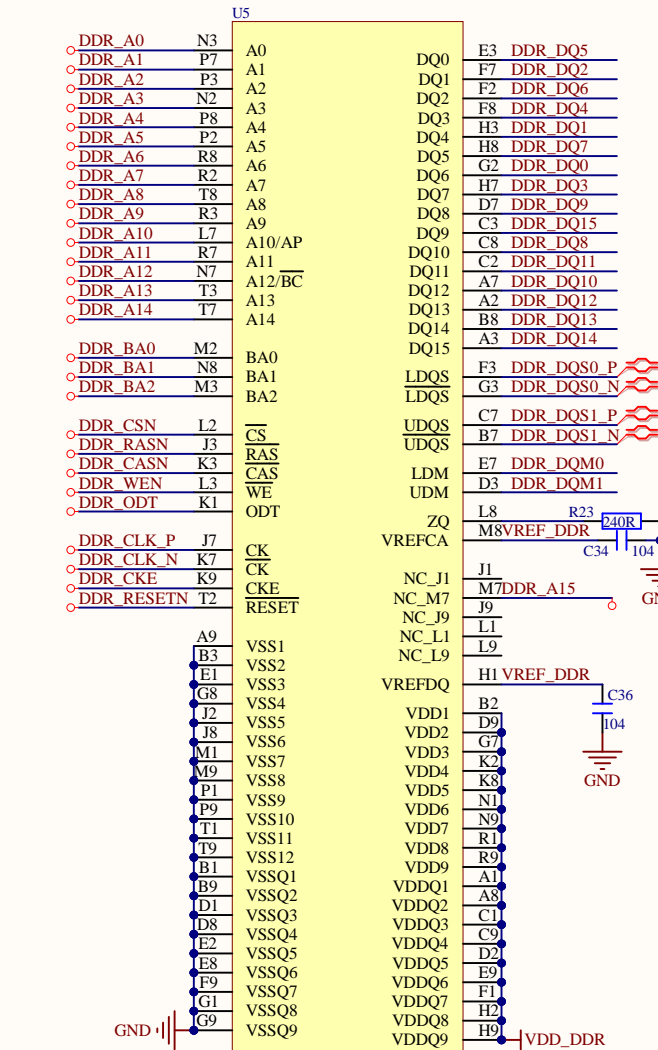 U5
DDR_A0 N3 A0
DDR_A1 P7 A1
DDR_A2 P3 A2
DDR_A3 N2 A3
DDR_A4 P8 A4
DDR_A5 P2 A5
DDR_A6 R8 A6
DDR_A7 R2 A7
DDR_A8 T8 A8
DDR_A9 R3 A9
DDR_A10 L7 A10/AP
DDR_A11 R7 A11
DDR_A12 N7 A12/BC
DDR_A13 T3 A13
DDR_A14 T7 A14
DDR_BA0 M2 BA0
DDR_BA1 N8 BA1
DDR_BA2 M3 BA2
DDR_CSN L2 CS
DDR_RASN J3 RAS
DDR_CASN K3 CAS
DDR_WEN L3 WE
DDR_ODT K1 ODT
DDR_CLK_P J7 CK
DDR_CLK_N K7 CK
DDR_CKE K9 CKE
DDR_RESETN T2 RESET
A9 VSS1
B3 VSS2
E1 VSS3
G8 VSS4
J2 VSS5
J8 VSS6
M1 VSS7
M9 VSS8
P1 VSS9
P9 VSS10
T1 VSS11
T9 VSS12
B1 VSSQ1
B9 VSSQ2
D1 VSSQ3
D8 VSSQ4
E2 VSSQ5
E8 VSSQ6
F9 VSSQ7
G1 VSSQ8
GND G9 VSSQ9
DQ0 E3 DDR_DQ5
DQ1 F7 DDR_DQ2
DQ2 F2 DDR_DQ6
DQ3 F8 DDR_DQ4
DQ4 H3 DDR_DQ1
DQ5 H8 DDR_DQ7
DQ6 G2 DDR_DQ0
DQ7 H7 DDR_DQ3
DQ8 D7 DDR_DQ9
DQ9 C3 DDR_DQ15
DQ10 C8 DDR_DQ8
DQ11 C2 DDR_DQ11
DQ12 A7 DDR_DQ10
DQ13 A2 DDR_DQ12
DQ14 B8 DDR_DQ13
DQ15 A3 DDR_DQ14
LDQS F3 DDR_DQS0_P
LDQS G3 DDR_DQS0_N
UDQS C7 DDR_DQS1_P
UDQS B7 DDR_DQS1_N
LDM E7 DDR_DQM0
UDM D3 DDR_DQM1
ZQ L8 R23 240R
VREFCA M8 VREF_DDR
C34 104
NC_J1 J1
NC_M7 M7 DDR_A15
NC_J9 J9
NC_L1 L1
NC_L9 L9
VREFDQ H1 VREF_DDR
C36
104
GND
VDD1 B2
VDD2 D9
VDD3 G7
VDD4 K2
VDD5 K8
VDD6 N1
VDD7 N9
VDD8 R1
VDD9 R9
VDDQ1 A1
VDDQ2 A8
VDDQ3 C1
VDDQ4 C9
VDDQ5 D2
VDDQ6 E9
VDDQ7 F1
VDDQ8 H2
VDDQ9 H9 VDD_DDR